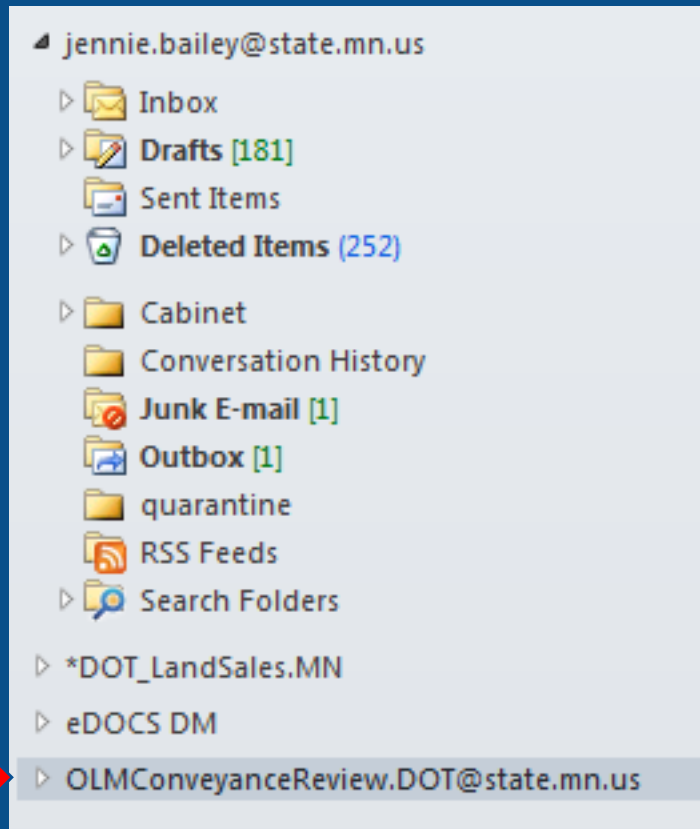 jennie.bailey@state.mn.us
Inbox
Drafts [181]
Sent Items
Deleted Items (252)
Cabinet
Conversation History
Junk E-mail [1]
Outbox [1]
quarantine
RSS Feeds
Search Folders
*DOT_LandSales.MN
eDOCS DM
OLMConveyanceReview.DOT@state.mn.us